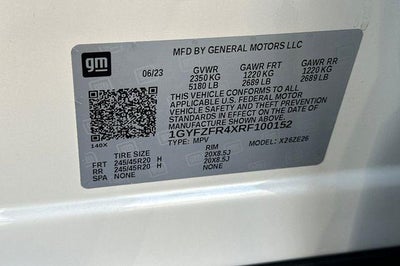 gm
MFD BY GENERAL MOTORS LLC
06/23 GVWR GAWR FRT GAWR RR
2350 KG 1220 KG 1220 KG
5180 LB 2689 LB 2689 LB
THIS VEHICLE CONFORMS TO ALL
APPLICABLE U.S. FEDERAL MOTOR
VEHICLE SAFETY AND THEFT PREVENTION
STANDARDS IN EFFECT ON THE DATE OF
MANUFACTURE SHOWN ABOVE.
1GYFZFR4XRF100152
140X TYPE: MPV MODEL: X26ZE26
TIRE SIZE RIM
FRT 245/45R20 H 20X8.5J
RR 245/45R20 H 20X8.5J
SPA NONE NONE